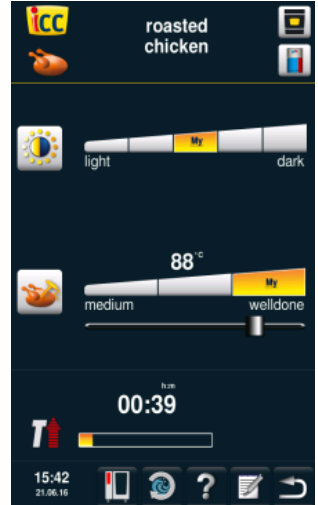 icc
roasted
chicken
My
light
dark
88°C
My
medium
welldone
h:m
00:39
T
15:42
?
21.06.16